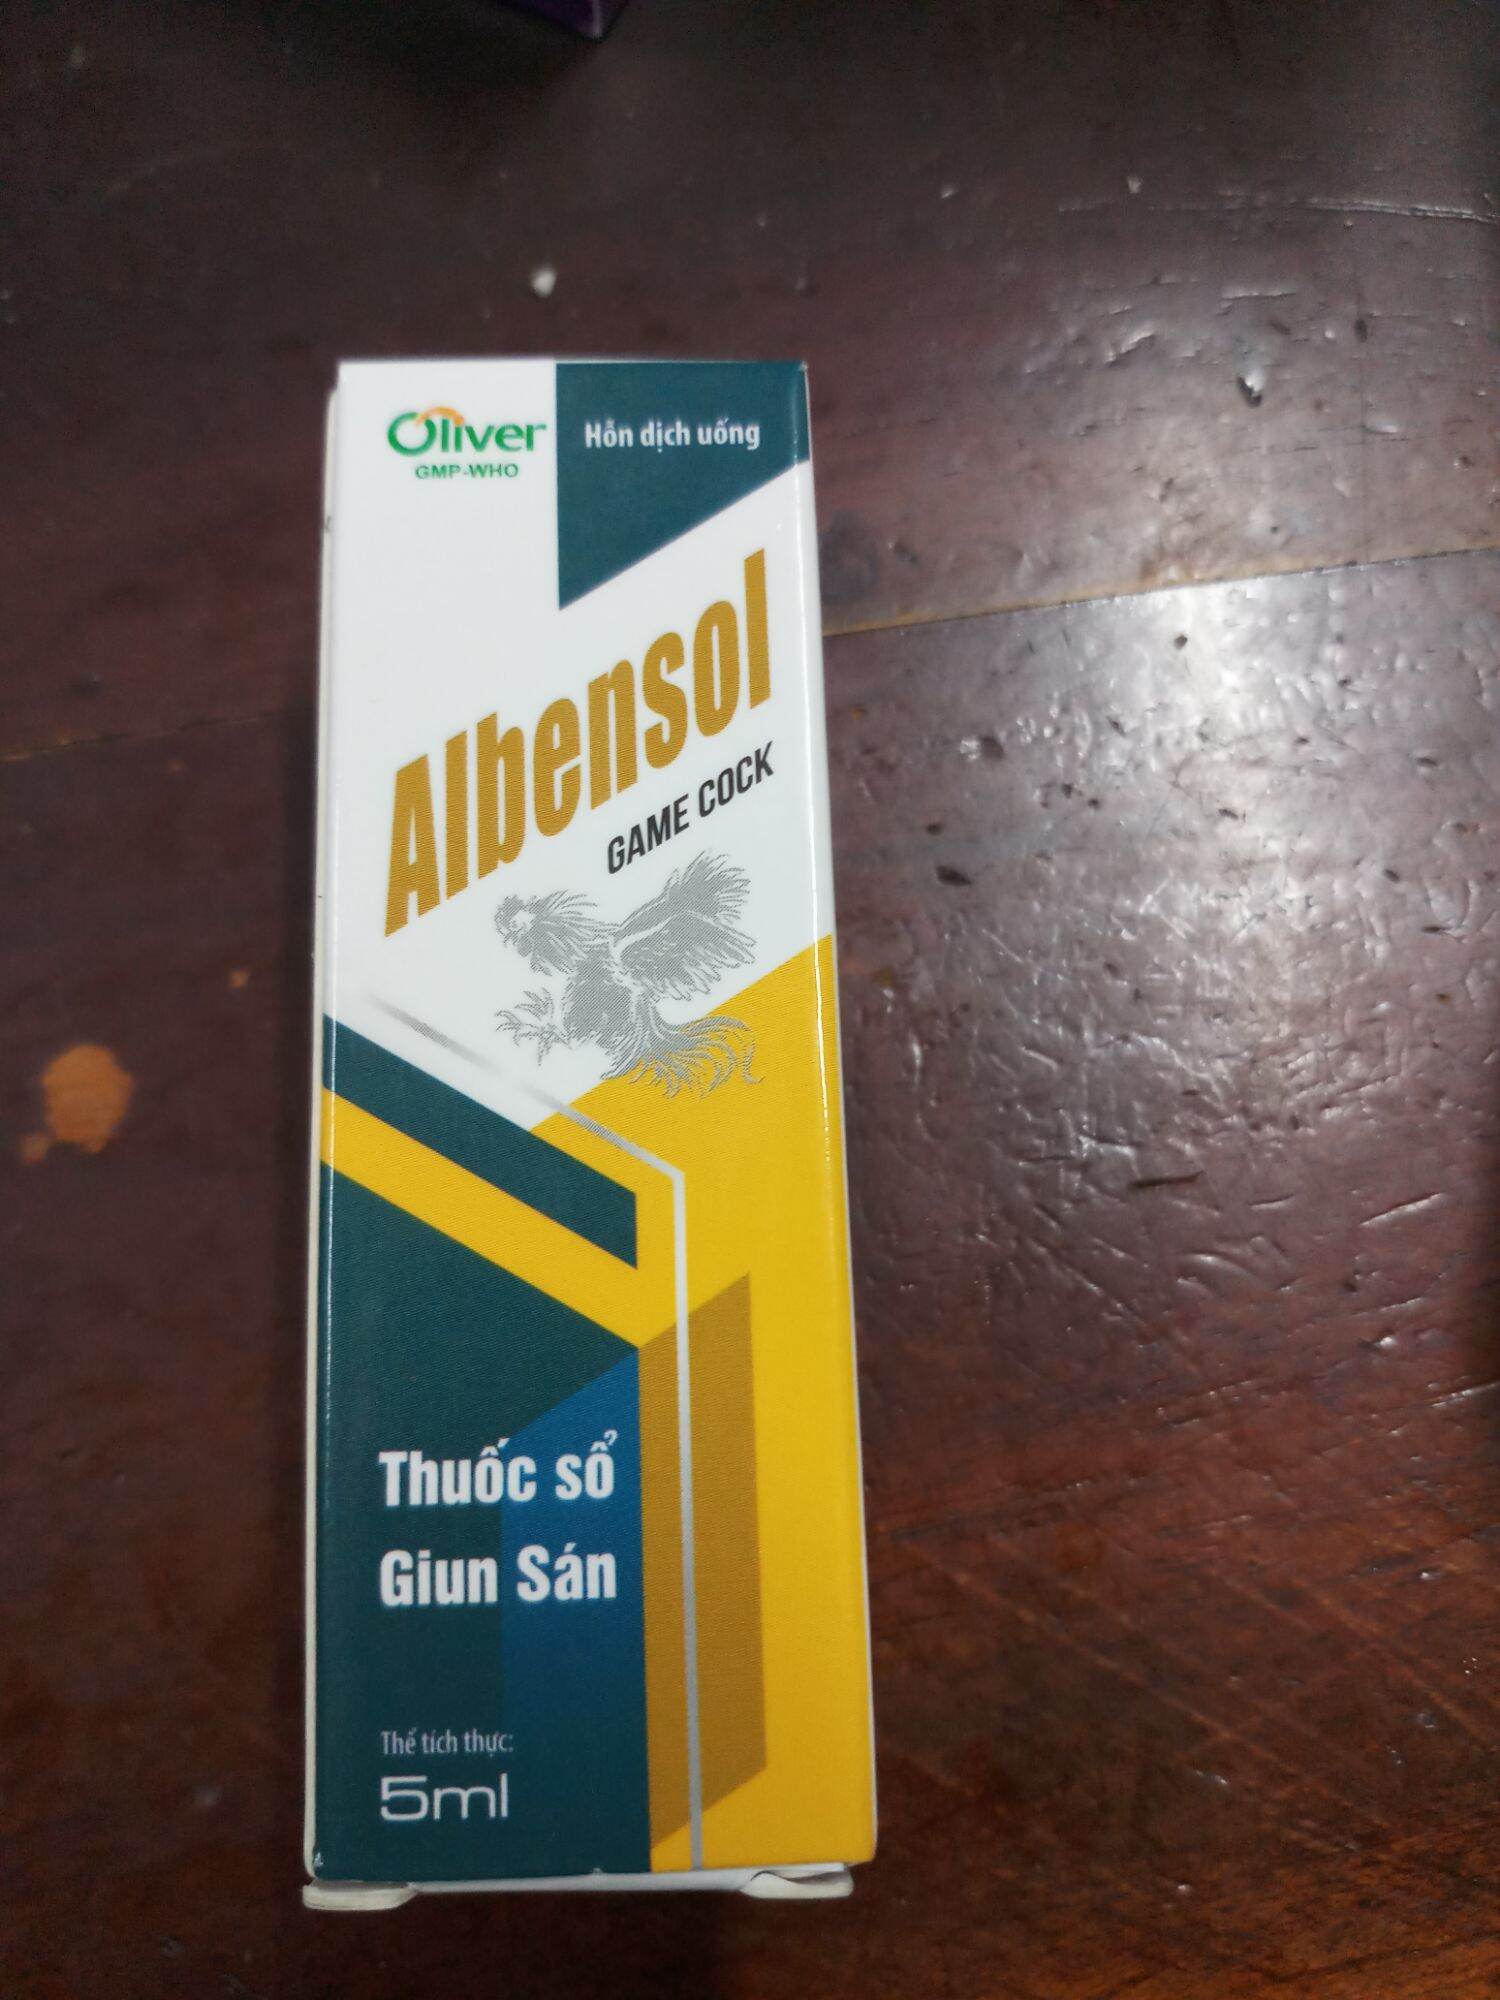 Oliver
GMP-WHO
Hỗn dịch uống
Albensol
GAME COCK
Thuốc sổ
Giun Sán
Thể tích thực:
5ml